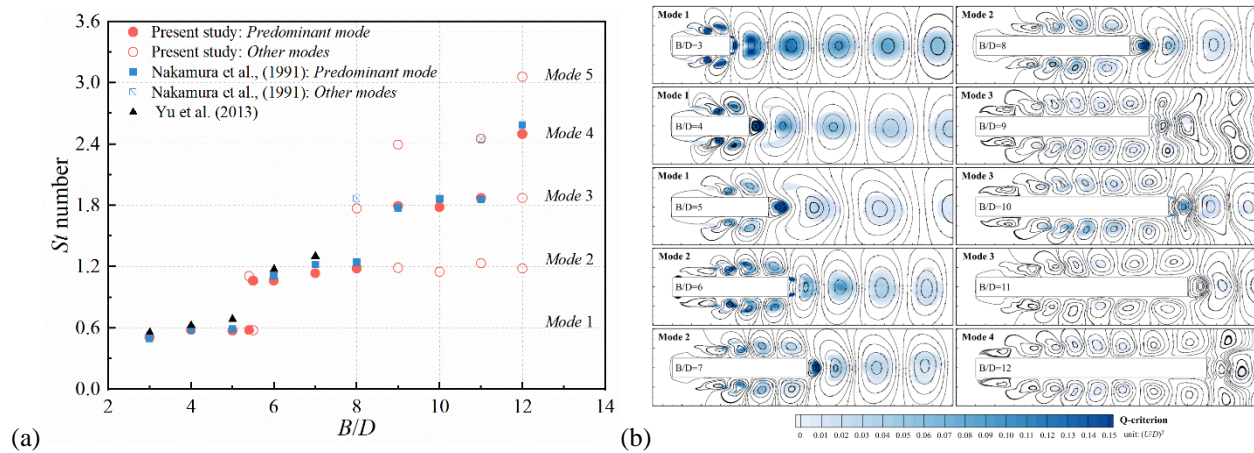 3.6
3.0
2.4
1.8
1.2
0.6
0.0
St number
Present study: Predominant mode
Present study: Other modes
Nakamura et al., (1991): Predominant mode
Nakamura et al., (1991): Other modes
Yu et al. (2013)
Mode 5
Mode 4
Mode 3
Mode 2
Mode 1
2 4 6 8 10 12 14
B/D
(a)
Mode 1
B/D=3
Mode 1
B/D=4
Mode 1
B/D=5
Mode 2
B/D=6
Mode 2
B/D=7
Mode 2
B/D=8
Mode 3
B/D=9
Mode 3
B/D=10
Mode 3
B/D=11
Mode 4
B/D=12
(b)
Q-criterion
0 0.01 0.02 0.03 0.04 0.05 0.06 0.07 0.08 0.09 0.10 0.11 0.12 0.13 0.14 0.15 unit: (U/D)²